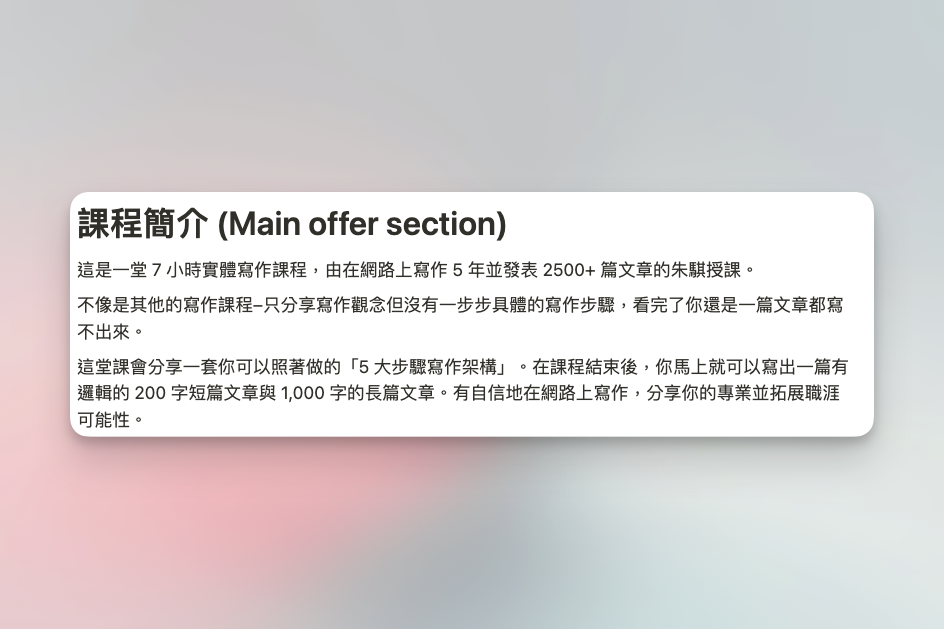 課程簡介 (Main offer section)
這是一堂 7 小時實體寫作課程，由在網路上寫作 5 年並發表 2500+ 篇文章的朱騏授課。
不像是其他的寫作課程–只分享寫作觀念但沒有一步步具體的寫作步驟，看完了你還是一篇文章都寫
不出來。
這堂課會分享一套你可以照著做的「5 大步驟寫作架構」。在課程結束後，你馬上就可以寫出一篇有
邏輯的 200 字短篇文章與 1,000 字的長篇文章。有自信地在網路上寫作，分享你的專業並拓展職涯
可能性。